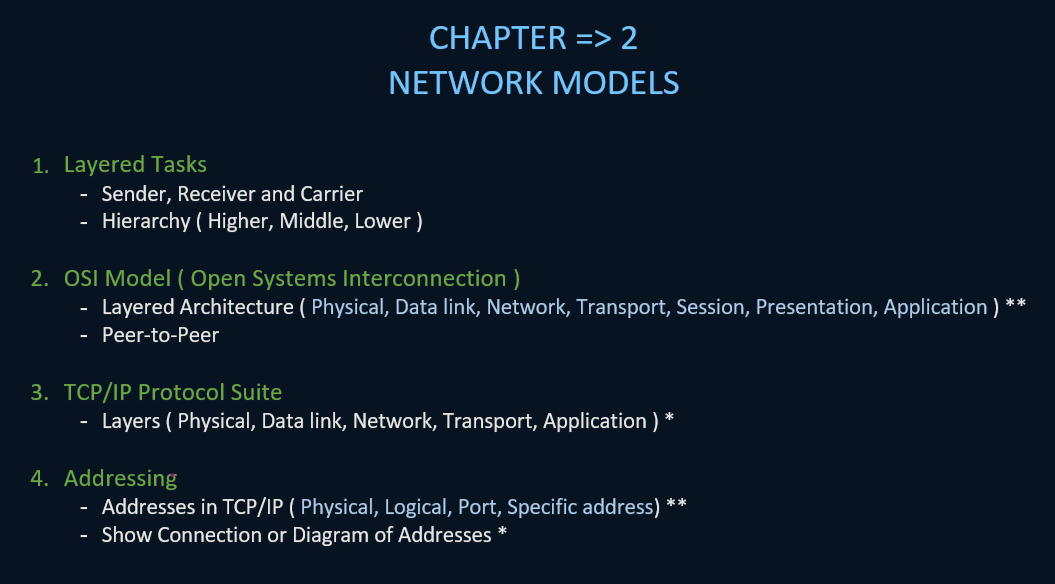 CHAPTER => 2
NETWORK MODELS
1. Layered Tasks
- Sender, Receiver and Carrier
- Hierarchy ( Higher, Middle, Lower )
2. OSI Model ( Open Systems Interconnection )
- Layered Architecture ( Physical, Data link, Network, Transport, Session, Presentation, Application ) **
- Peer-to-Peer
3. TCP/IP Protocol Suite
- Layers ( Physical, Data link, Network, Transport, Application ) *
4. Addressing
- Addresses in TCP/IP ( Physical, Logical, Port, Specific address) **
- Show Connection or Diagram of Addresses *